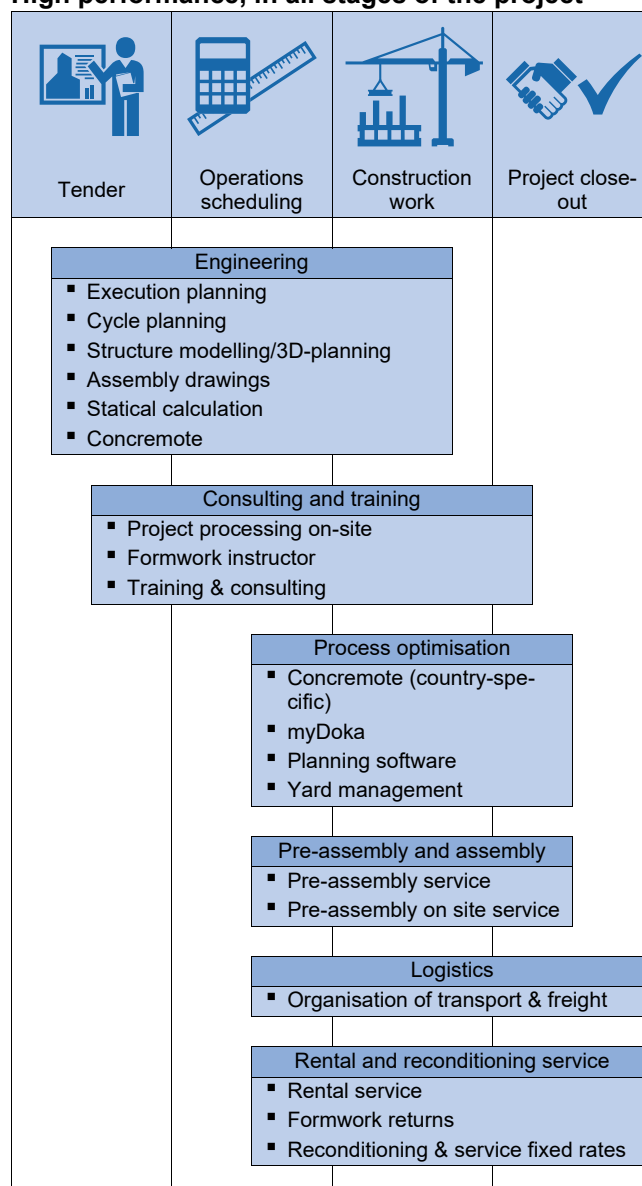 High performance, in all stages of the project
Tender
Operations
scheduling
Construction
work
Project close-
out
Engineering
▪ Execution planning
▪ Cycle planning
▪ Structure modelling/3D-planning
▪ Assembly drawings
▪ Statical calculation
▪ Concremote
Consulting and training
▪ Project processing on-site
▪ Formwork instructor
▪ Training & consulting
Process optimisation
▪ Concremote (country-spe-
cific)
▪ myDoka
▪ Planning software
▪ Yard management
Pre-assembly and assembly
▪ Pre-assembly service
▪ Pre-assembly on site service
Logistics
▪ Organisation of transport & freight
Rental and reconditioning service
▪ Rental service
▪ Formwork returns
▪ Reconditioning & service fixed rates